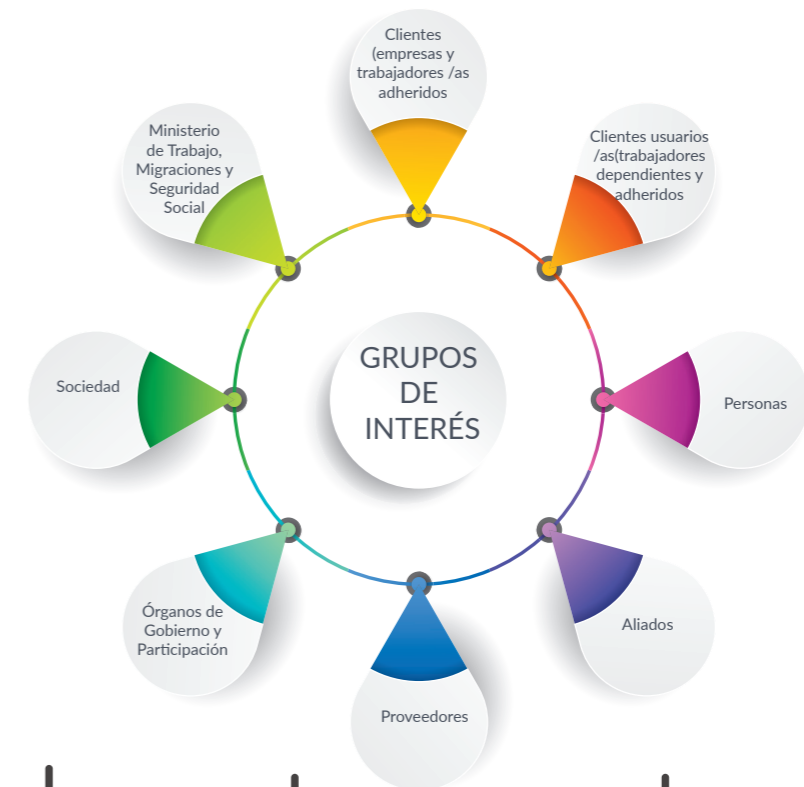 Clientes
(empresas y
trabajadores /as
adheridos
Clientes usuarios
/as(trabajadores
dependientes y
adheridos
Personas
Aliados
Proveedores
Órganos de
Gobierno y
Participación
Sociedad
Ministerio
de Trabajo,
Migraciones y
Seguridad
Social
GRUPOS
DE
INTERÉS